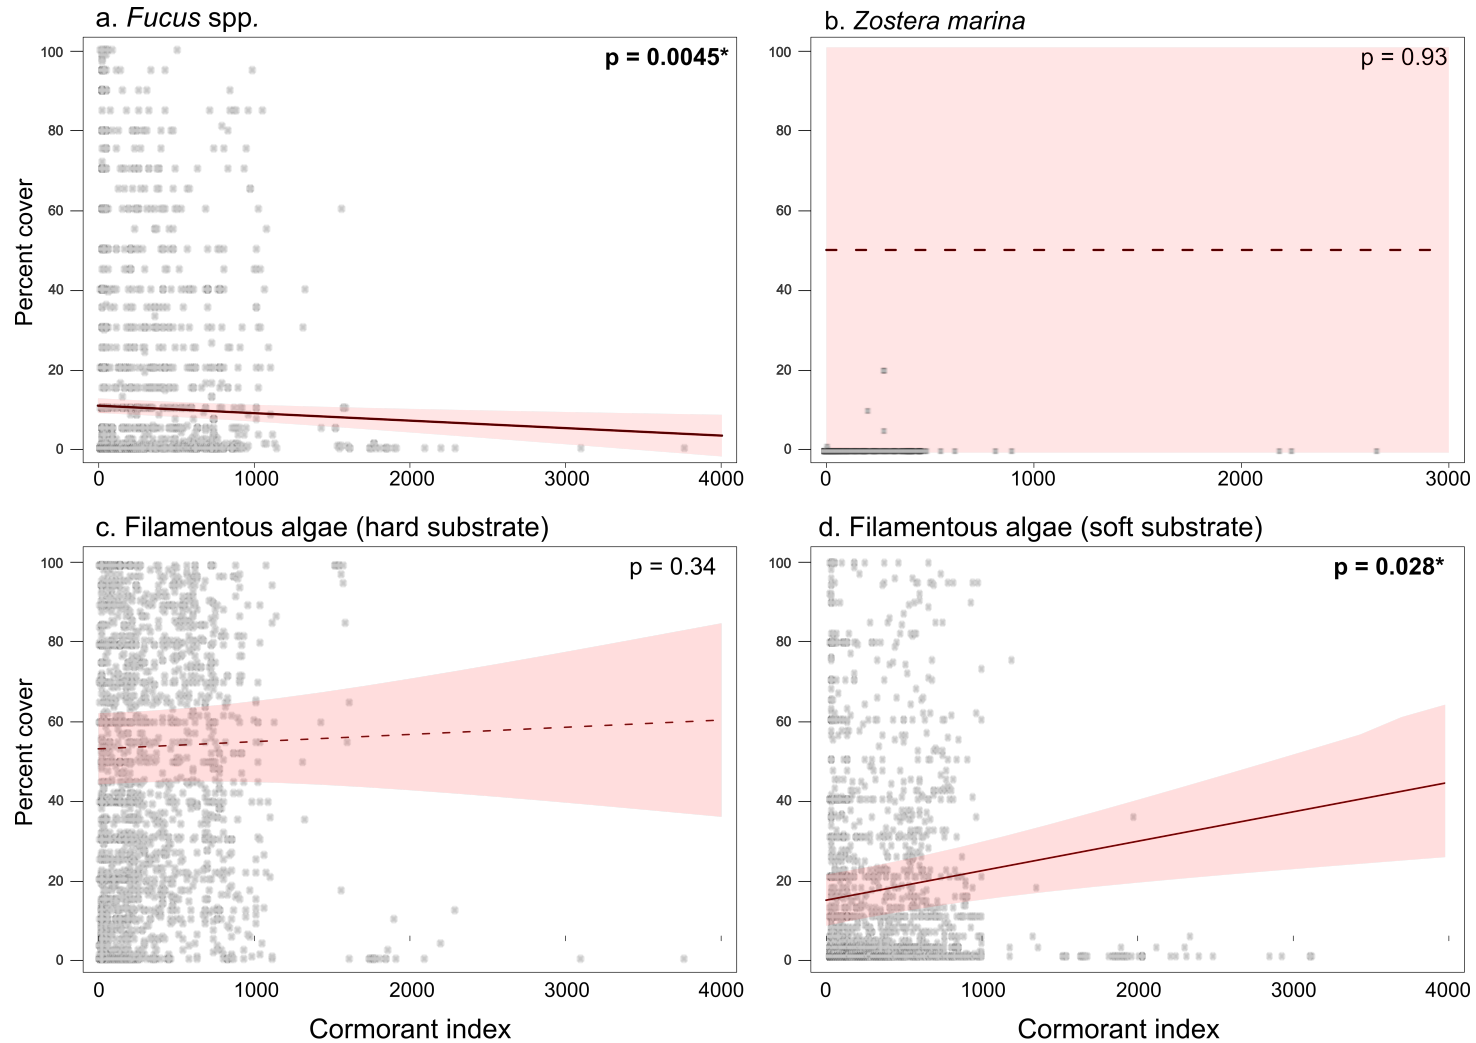 a. Fucus spp.
b. Zostera marina
p = 0.0045*
p = 0.93
Percent cover
100
80
60
40
20
0
0 1000 2000 3000 4000
100
80
60
40
20
0
0 1000 2000 3000
c. Filamentous algae (hard substrate)
d. Filamentous algae (soft substrate)
p = 0.34
p = 0.028*
Percent cover
100
80
60
40
20
0
0 1000 2000 3000 4000
100
80
60
40
20
0
0 1000 2000 3000 4000
Cormorant index
Cormorant index